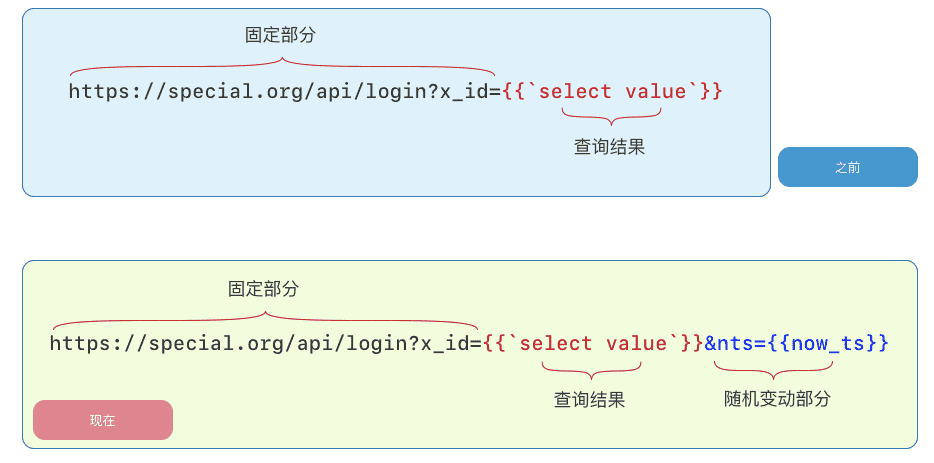 固定部分
https://special.org/api/login?x_id={{`select value`}}
查询结果
之前
固定部分
https://special.org/api/login?x_id={{`select value`}}&nts={{now_ts}}
查询结果
随机变动部分
现在